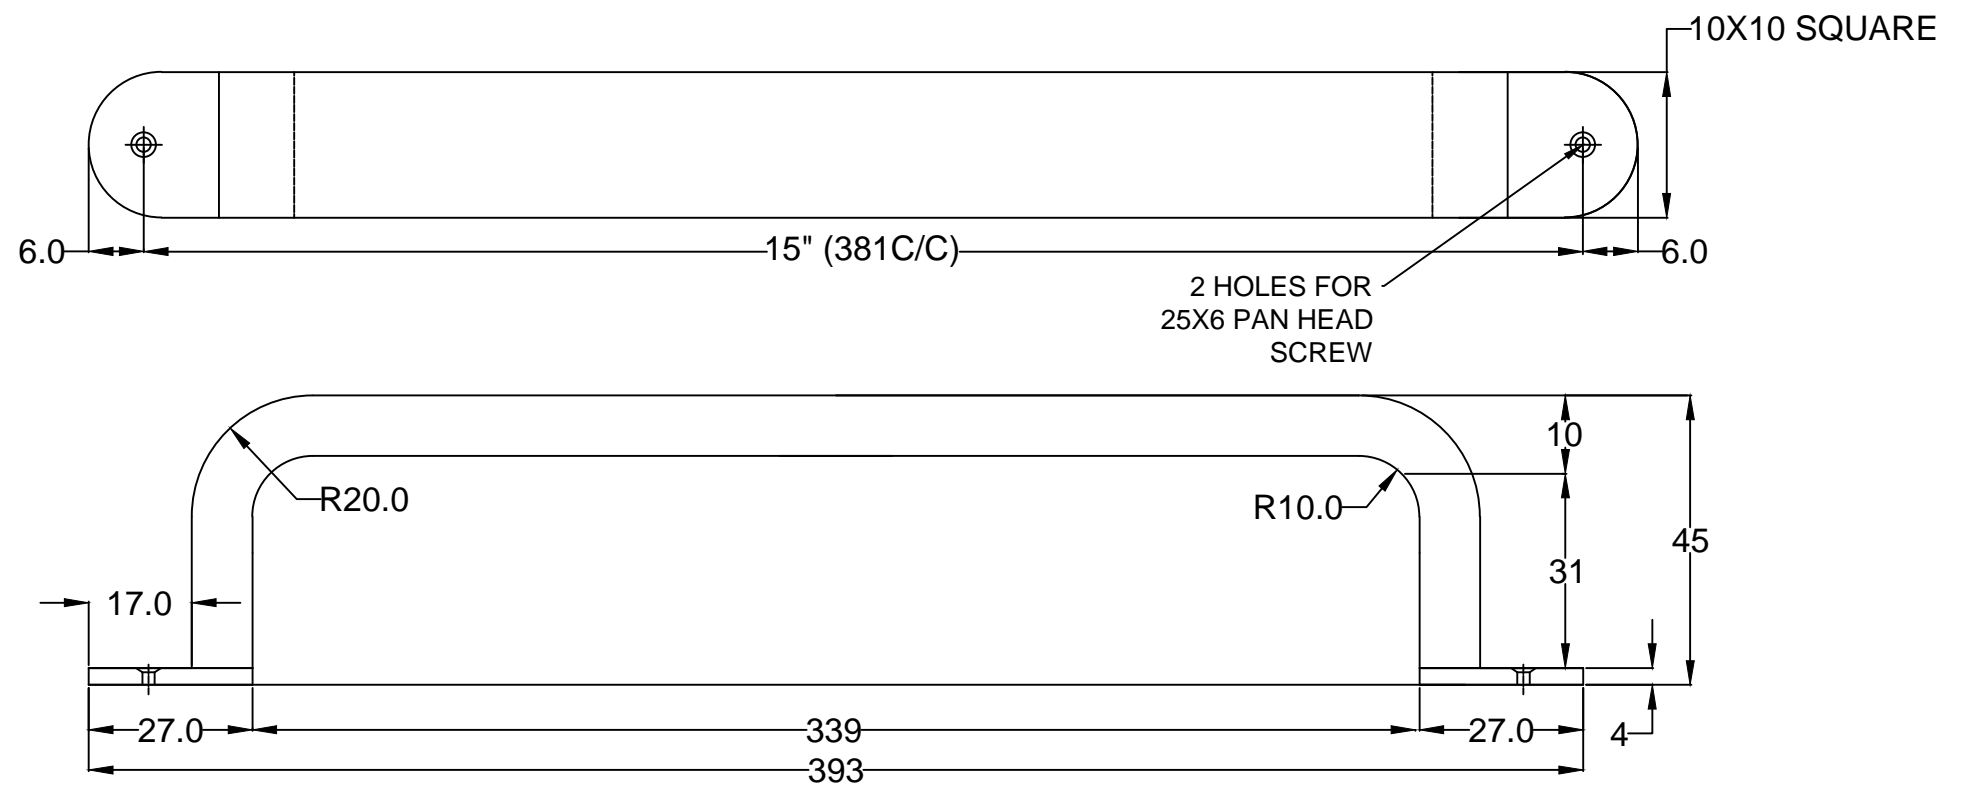 10X10 SQUARE
6.0
15" (381C/C)
6.0
2 HOLES FOR
25X6 PAN HEAD
SCREW
10
R20.0
R10.0
45
31
17.0
27.0
339
27.0
4
393